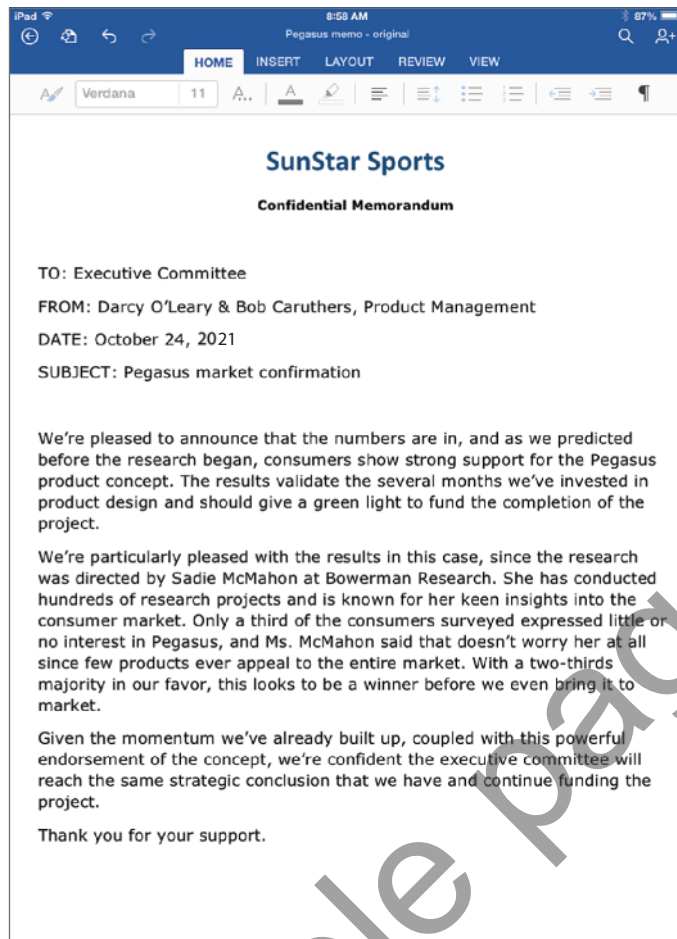 iPad 8:58 AM 87%
Pegasus memo - original
HOME INSERT LAYOUT REVIEW VIEW
Verdana 11 A.. A
SunStar Sports
Confidential Memorandum
TO: Executive Committee
FROM: Darcy O'Leary & Bob Caruthers, Product Management
DATE: October 24, 2021
SUBJECT: Pegasus market confirmation
We're pleased to announce that the numbers are in, and as we predicted
before the research began, consumers show strong support for the Pegasus
product concept. The results validate the several months we've invested in
product design and should give a green light to fund the completion of the
project.
We're particularly pleased with the results in this case, since the research
was directed by Sadie McMahon at Bowerman Research. She has conducted
hundreds of research projects and is known for her keen insights into the
consumer market. Only a third of the consumers surveyed expressed little or
no interest in Pegasus, and Ms. McMahon said that doesn't worry her at all
since few products ever appeal to the entire market. With a two-thirds
majority in our favor, this looks to be a winner before we even bring it to
market.
Given the momentum we've already built up, coupled with this powerful
endorsement of the concept, we're confident the executive committee will
reach the same strategic conclusion that we have and continue funding the
project.
Thank you for your support.